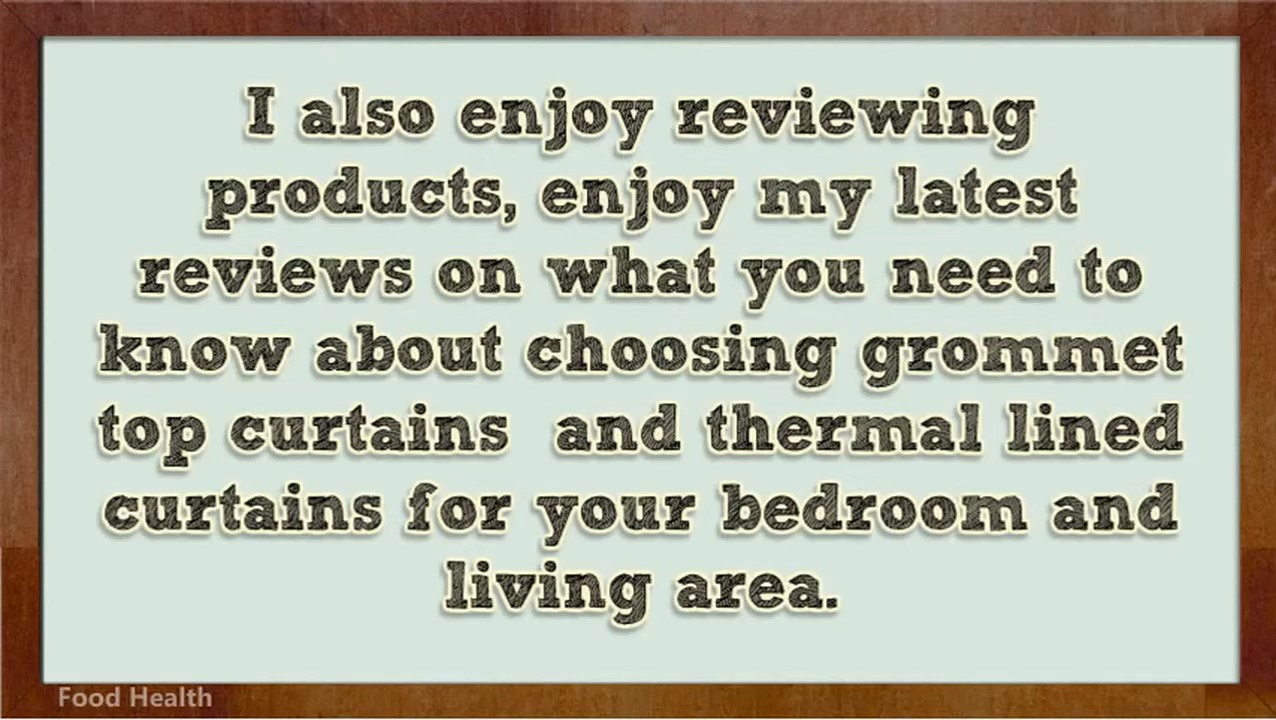 I also enjoy reviewing
products, enjoy my latest
reviews on what you need to
know about choosing grommet
top curtains  and thermal lined
curtains for your bedroom and
living area.
Food Health